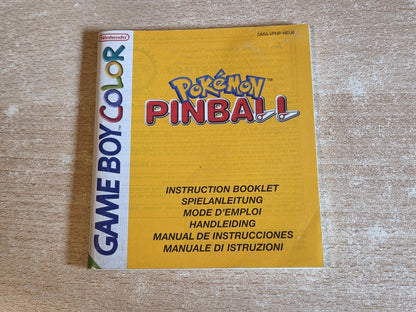 Nintendo
DMG-VPHP-NEU6
GAME BOY COLOR
POKéMON
PINBALL
INSTRUCTION BOOKLET
SPIELANLEITUNG
MODE D'EMPLOI
HANDLEIDING
MANUAL DE INSTRUCCIONES
MANUALE DI ISTRUZIONI